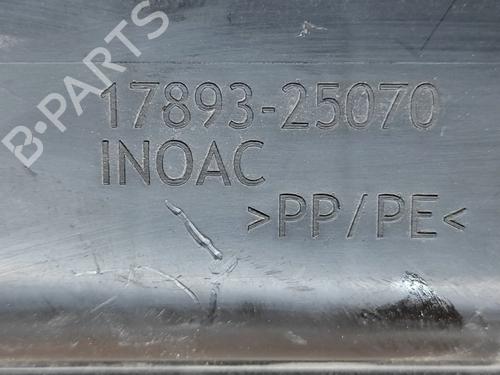 B-PARTS
17893-25070
INOAC
>PP/PE<